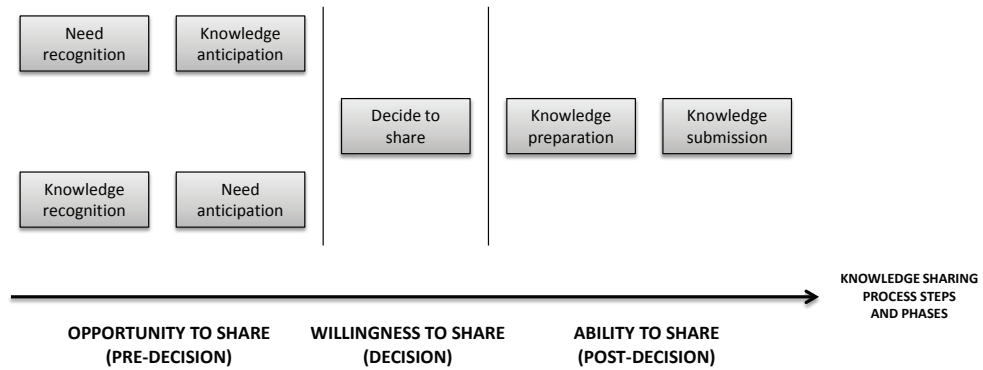 Need
recognition
Knowledge
anticipation
Decide to
share
Knowledge
preparation
Knowledge
submission
Knowledge
recognition
Need
anticipation
KNOWLEDGE SHARING
PROCESS STEPS
AND PHASES
OPPORTUNITY TO SHARE
(PRE-DECISION)
WILLINGNESS TO SHARE
(DECISION)
ABILITY TO SHARE
(POST-DECISION)